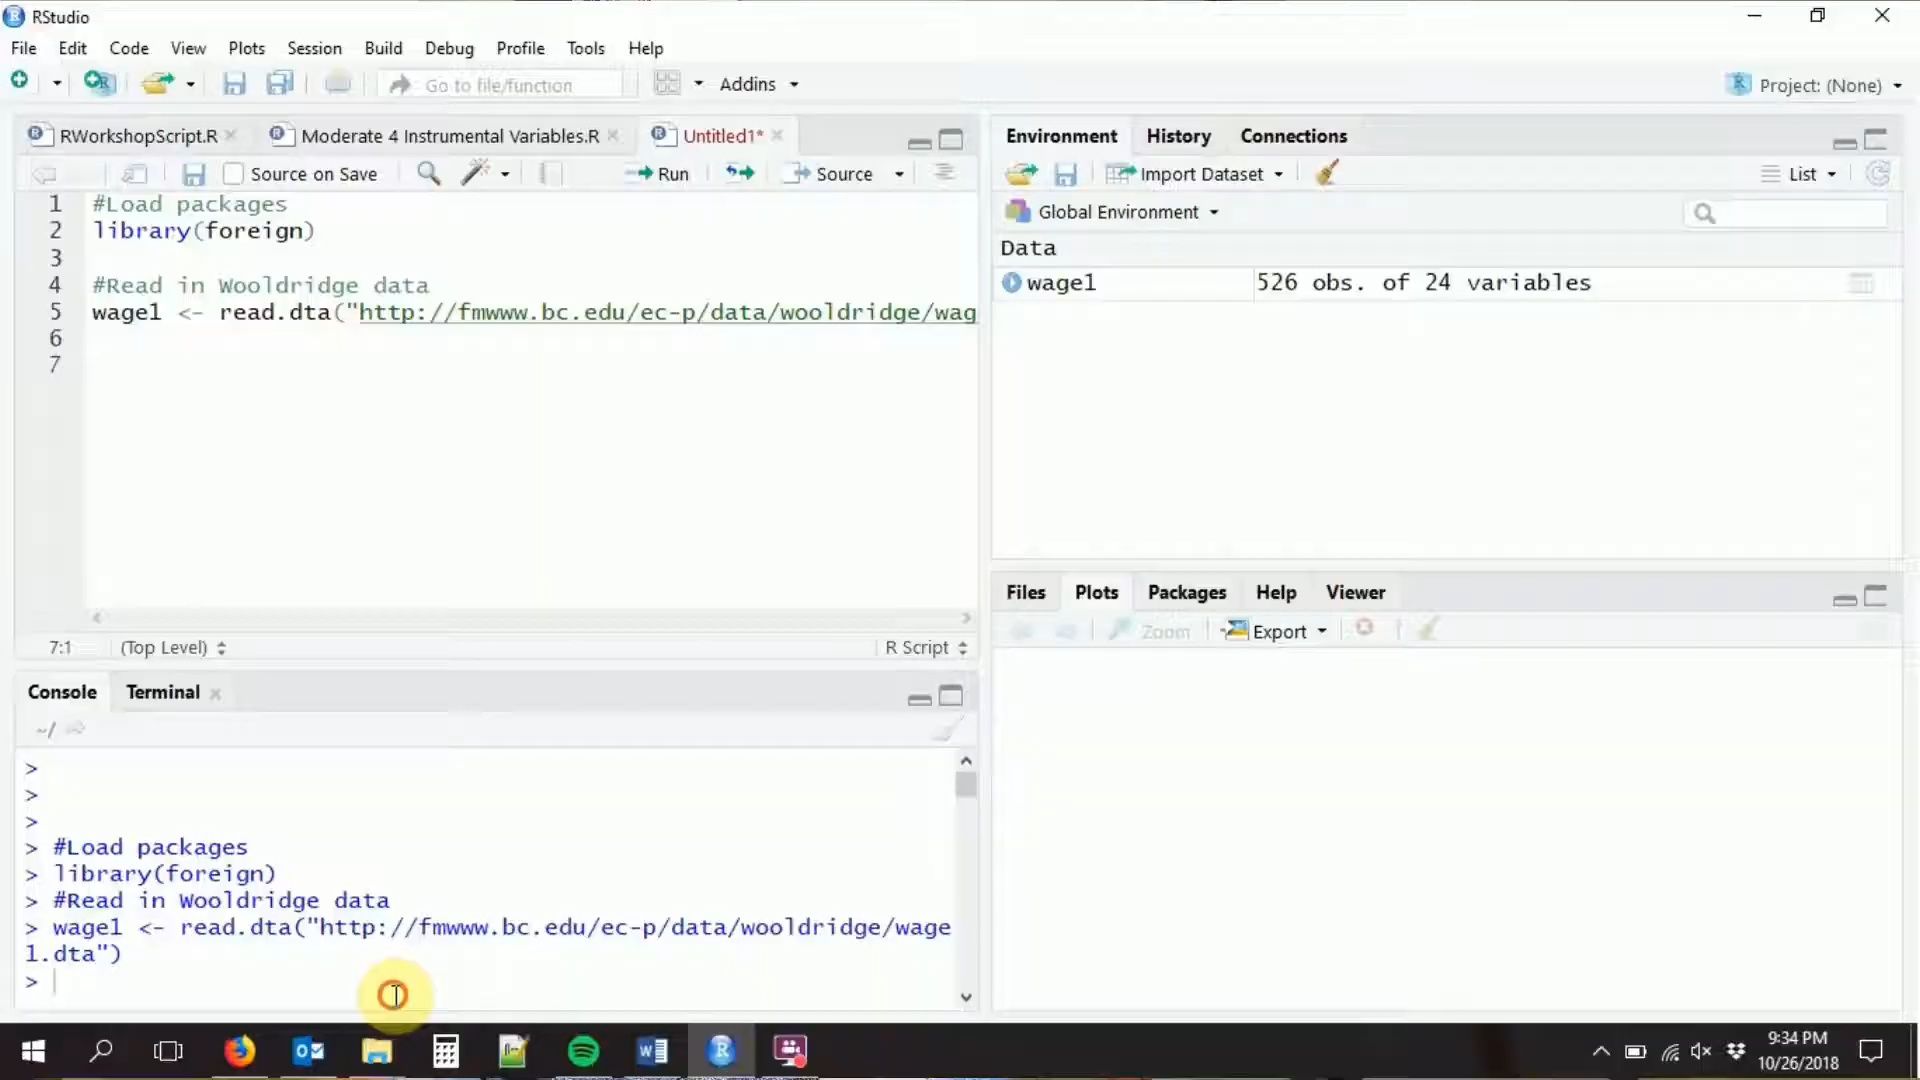 RStudio
File Edit Code View Plots Session Build Debug Profile Tools Help
Go to file/function Addins Project: (None)
RWorkshopScript.R Moderate 4 Instrumental Variables.R Untitled1*
Source on Save Run Source
1 #Load packages
2 library(foreign)
3
4 #Read in Wooldridge data
5 wage1 <- read.dta("http://fmwww.bc.edu/ec-p/data/wooldridge/wag
6
7
7:1 (Top Level) R Script
Console Terminal
~/
>
>
>
> #Load packages
> library(foreign)
> #Read in Wooldridge data
> wage1 <- read.dta("http://fmwww.bc.edu/ec-p/data/wooldridge/wage
1.dta")
>
Environment History Connections
Import Dataset List
Global Environment
Data
wage1 526 obs. of 24 variables
Files Plots Packages Help Viewer
Zoom Export
9:34 PM
10/26/2018